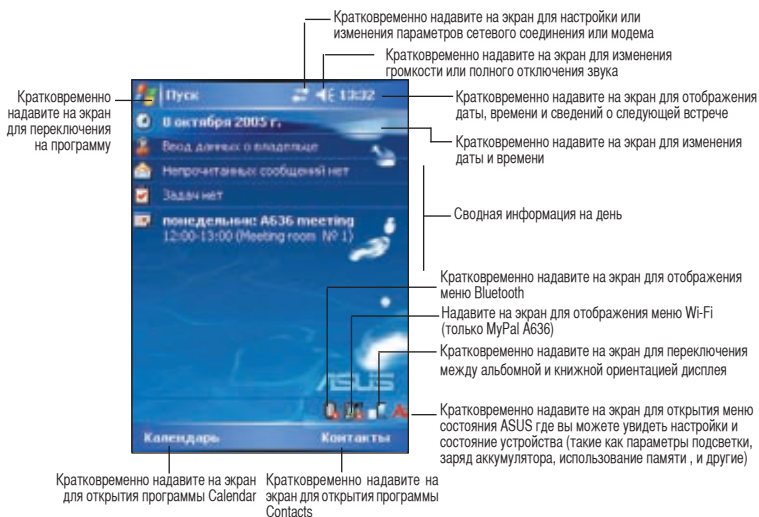 Кратковременно надавите на экран для настройки или
изменения параметров сетевого соединения или модема
Кратковременно надавите на экран для изменения
громкости или полного отключения звука
Кратковременно
надавите на экран
для переключения
на программу
Пуск 13:32
8 октября 2005 г.
Ввод данных о владельце
Непрочитанных сообщений нет
Задач нет
понедельник: A636 meeting
12:00-13:00 (Meeting room № 1)
ASUS
Календарь Контакты
Кратковременно надавите на экран для отображения
даты, времени и сведений о следующей встрече
Кратковременно надавите на экран для изменения
даты и времени
Сводная информация на день
Кратковременно надавите на экран для отображения
меню Bluetooth
Надавите на экран для отображения меню Wi-Fi
(только MyPal A636)
Кратковременно надавите на экран для переключения
между альбомной и книжной ориентацией дисплея
Кратковременно надавите на экран для открытия меню
состояния ASUS где вы можете увидеть настройки и
состояние устройства (такие как параметры подсветки,
заряд аккумулятора, использование памяти , и другие)
Кратковременно надавите на экран
для открытия программы Calendar
Кратковременно надавите на
экран для открытия программы
Contacts